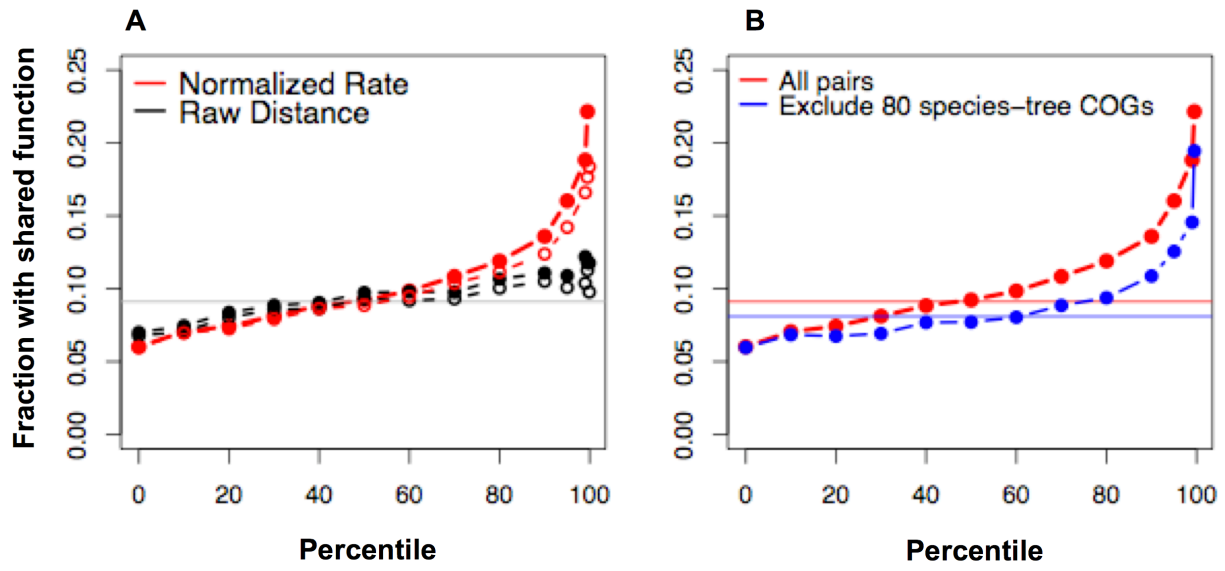 A
B
Fraction with shared function
0.25
0.20
0.15
0.10
0.05
0.00
Normalized Rate
Raw Distance
0 20 40 60 80 100
Percentile
0.25
0.20
0.15
0.10
0.05
0.00
All pairs
Exclude 80 species−tree COGs
0 20 40 60 80 100
Percentile